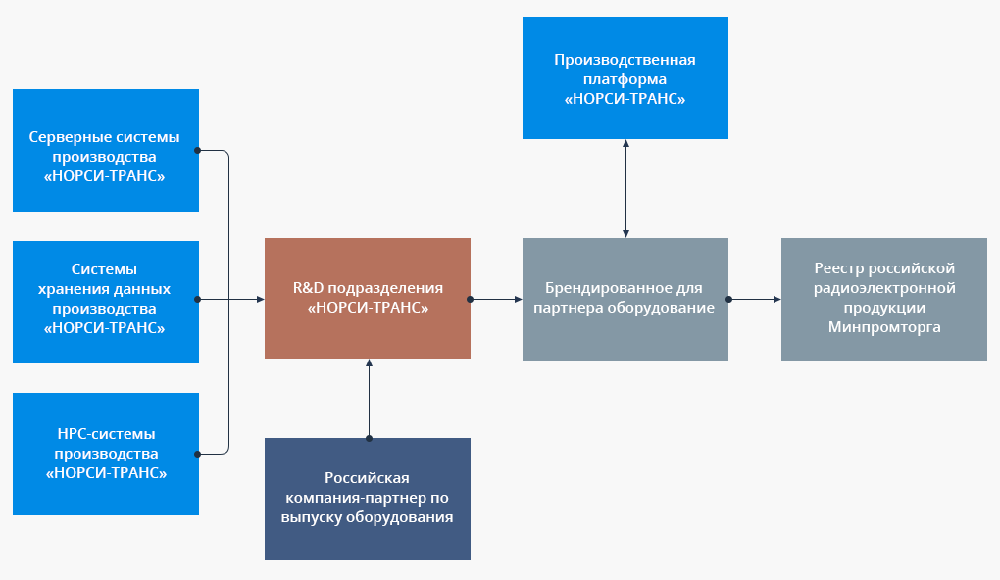 Производственная
платформа
«НОРСИ-ТРАНС»
Серверные системы
производства
«НОРСИ-ТРАНС»
Системы
хранения данных
производства
«НОРСИ-ТРАНС»
R&D подразделения
«НОРСИ-ТРАНС»
Брендированное для
партнера оборудование
Реестр российской
радиоэлектронной
продукции
Минпромторга
HPC-системы
производства
«НОРСИ-ТРАНС»
Российская
компания-партнер по
выпуску оборудования